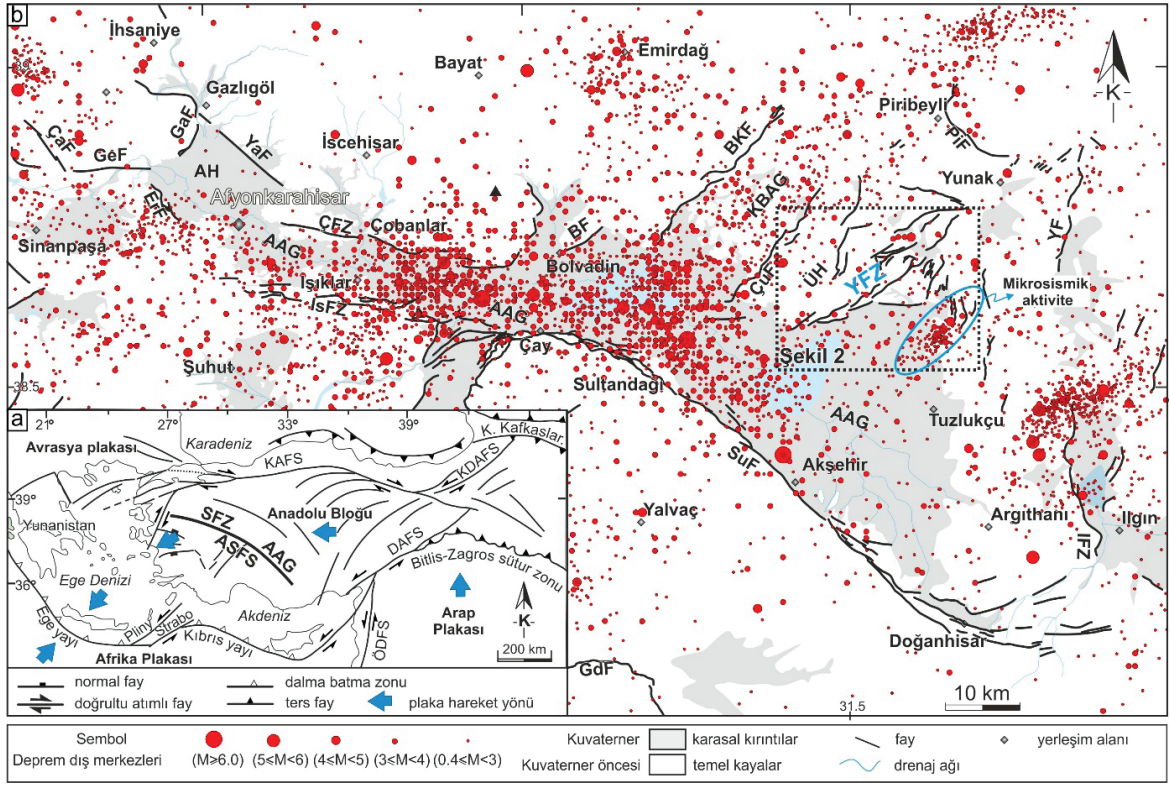 b
İhsaniye
Emirdağ
Bayat
-K-
39
Gazlıgöl
Piribeyli
ÇaF
GeF
GaF
YaF
BKF
PiF
İscehisar
AH
Yunak
KBAG
Afyonkarahisar
ErF
YF
Sinanpaşa
ÇFZ
Çobanlar
BF
AAG
Bolvadin
ÇuF
ÜH
YFZ
Mikrosismik
aktivite
Işıklar
IsFZ
AAG
Çay
Şekil 2
Şuhut
38.5
Sultandağı
AAG
Tuzlukçu
SuF
Akşehir
Yalvaç
Argıthanı
Ilgın
IFZ
Doğanhisar
GdF
10 km
31.5
a
21°
27°
33°
39°
Avrasya plakası
Karadeniz
K. Kafkaslar.
KAFS
KDAFS
39°
Yunanistan
SFZ
Anadolu Bloğu
ASFS
AAG
DAFS
Bitlis-Zagros sütur zonu
36°
Ege Denizi
Akdeniz
Ege yayı
Pliny
Strabo
Kıbrıs yayı
Arap
Plakası
-K-
Afrika Plakası
ÖDFS
200 km
normal fay
dalma batma zonu
doğrultu atımlı fay
ters fay
plaka hareket yönü
Sembol
Kuvaterner
karasal kırıntılar
fay
yerleşim alanı
Deprem dış merkezleri
(M≥6.0)
(5≤M<6)
(4≤M<5)
(3≤M<4)
(0.4≤M<3)
Kuvaterner öncesi
temel kayalar
drenaj ağı